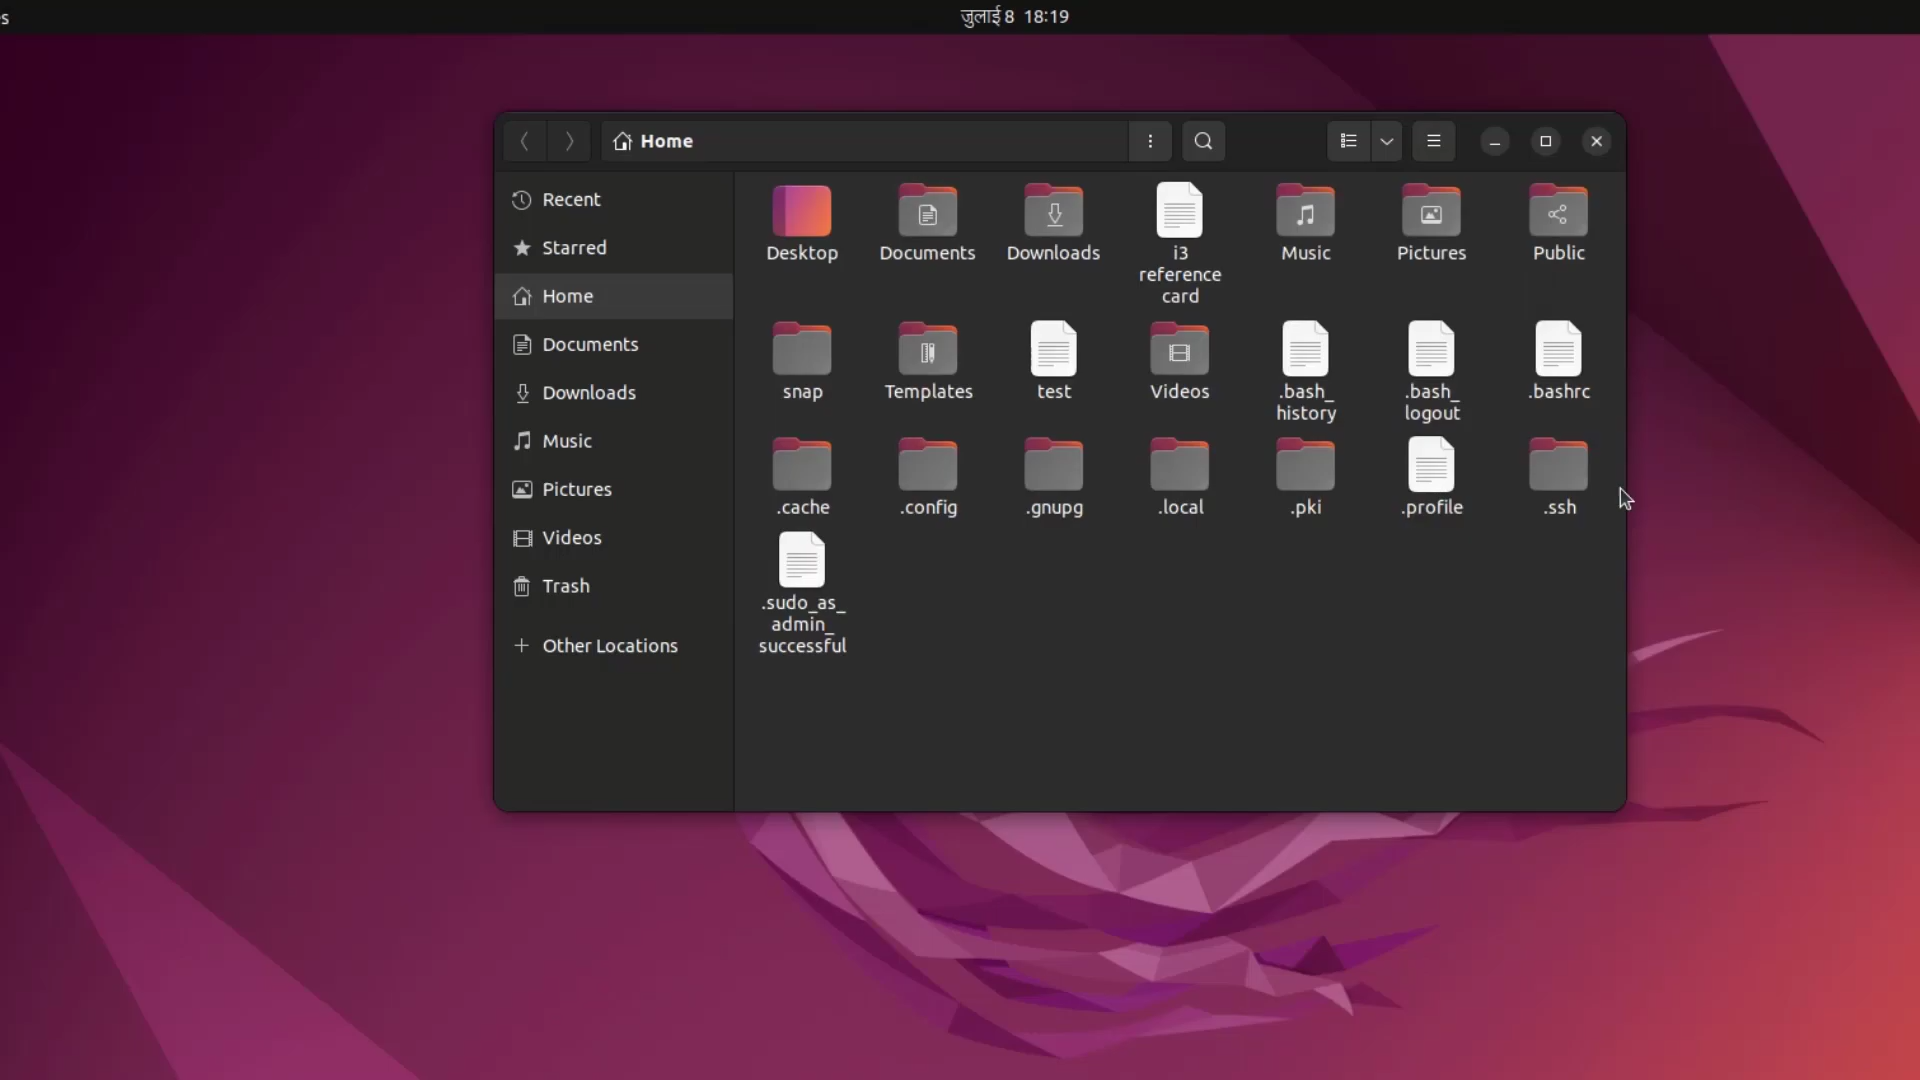 s
जुलाई 8 18:19
Home
Recent
Starred
Home
Documents
Downloads
Music
Pictures
Videos
Trash
Other Locations
Desktop
Documents
Downloads
i3
reference
card
Music
Pictures
Public
snap
Templates
test
Videos
.bash_
history
.bash_
logout
.bashrc
.cache
.config
.gnupg
.local
.pki
.profile
.ssh
.sudo_as_
admin_
successful